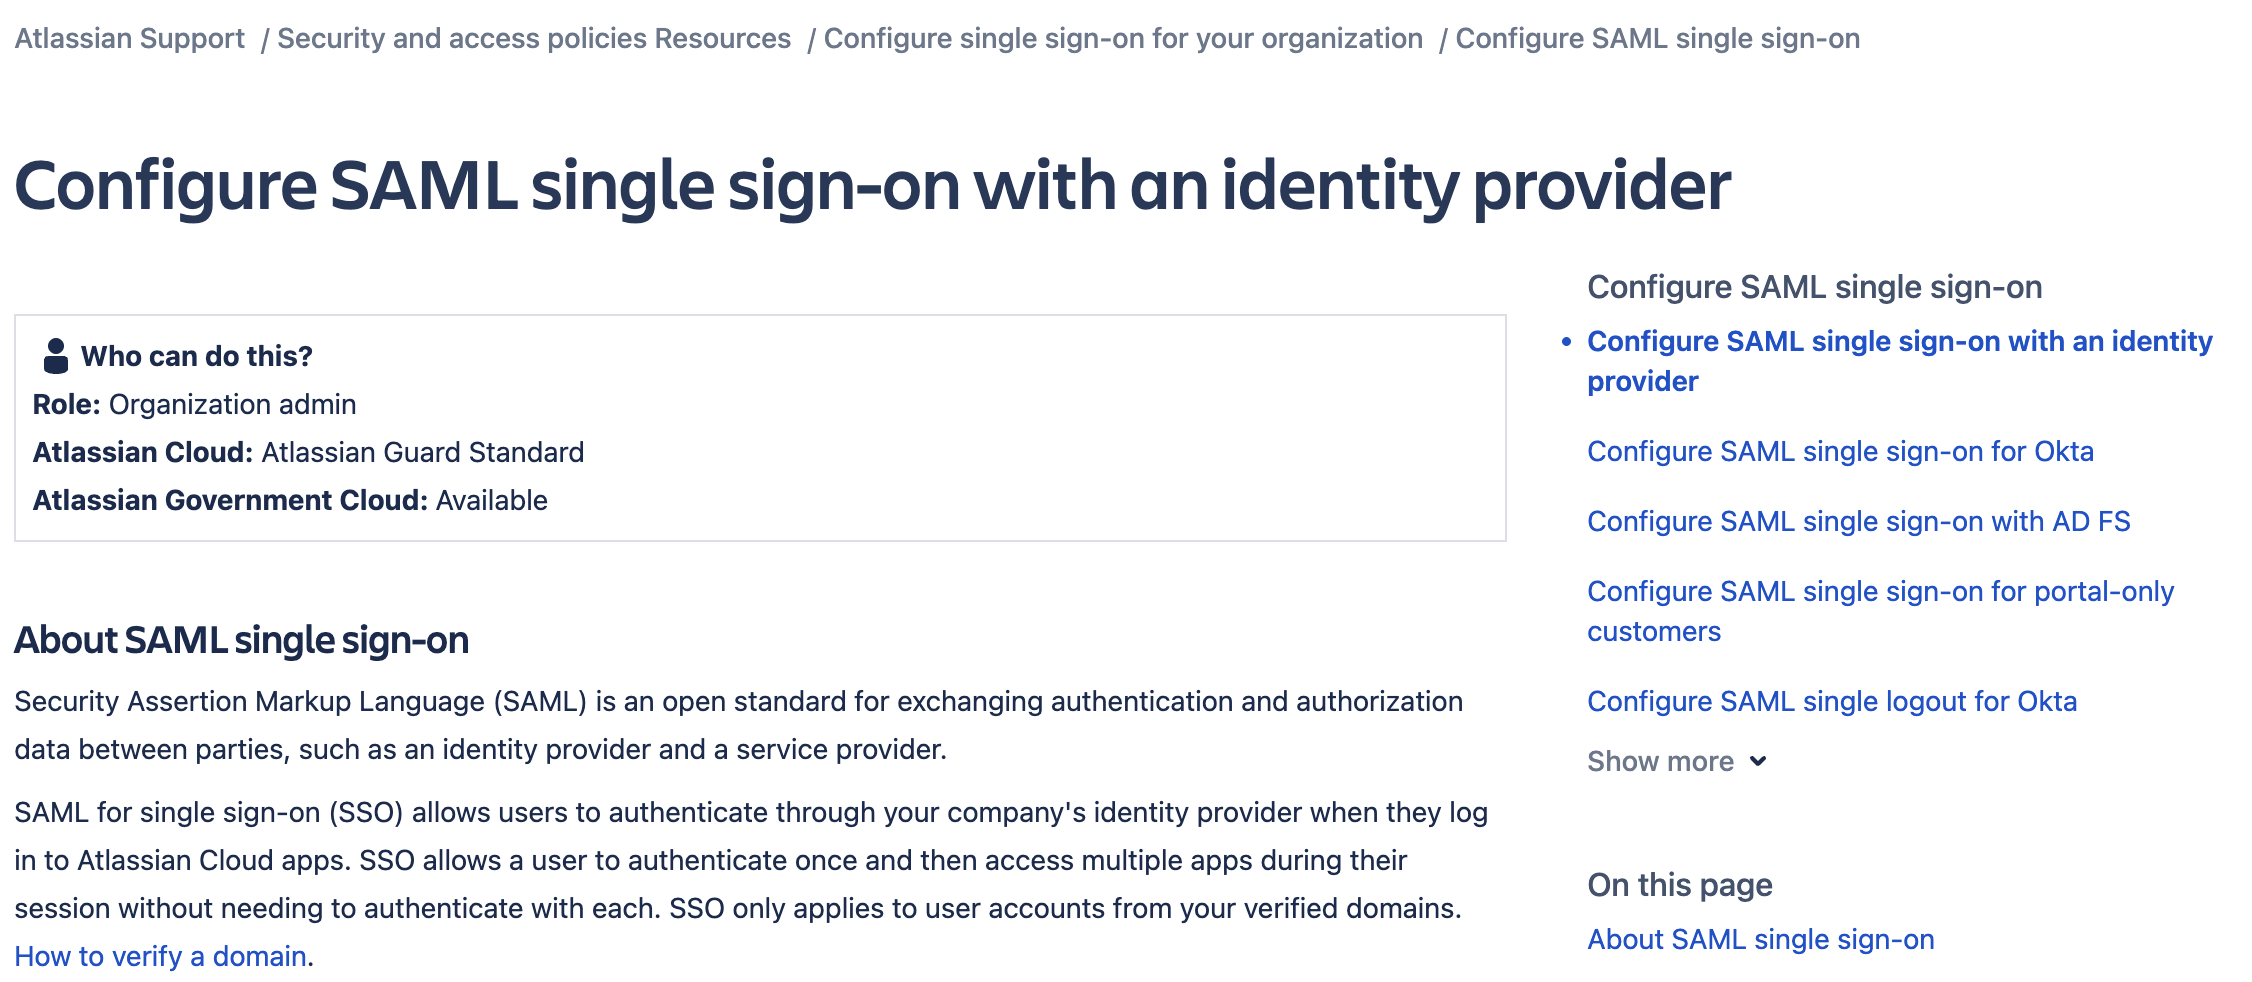 Atlassian Support / Security and access policies Resources / Configure single sign-on for your organization / Configure SAML single sign-on
Configure SAML single sign-on with an identity provider
Who can do this?
Role: Organization admin
Atlassian Cloud: Atlassian Guard Standard
Atlassian Government Cloud: Available
About SAML single sign-on
Security Assertion Markup Language (SAML) is an open standard for exchanging authentication and authorization
data between parties, such as an identity provider and a service provider.
SAML for single sign-on (SSO) allows users to authenticate through your company's identity provider when they log
in to Atlassian Cloud apps. SSO allows a user to authenticate once and then access multiple apps during their
session without needing to authenticate with each. SSO only applies to user accounts from your verified domains.
How to verify a domain.
Configure SAML single sign-on
• Configure SAML single sign-on with an identity
provider
Configure SAML single sign-on for Okta
Configure SAML single sign-on with AD FS
Configure SAML single sign-on for portal-only
customers
Configure SAML single logout for Okta
Show more
On this page
About SAML single sign-on